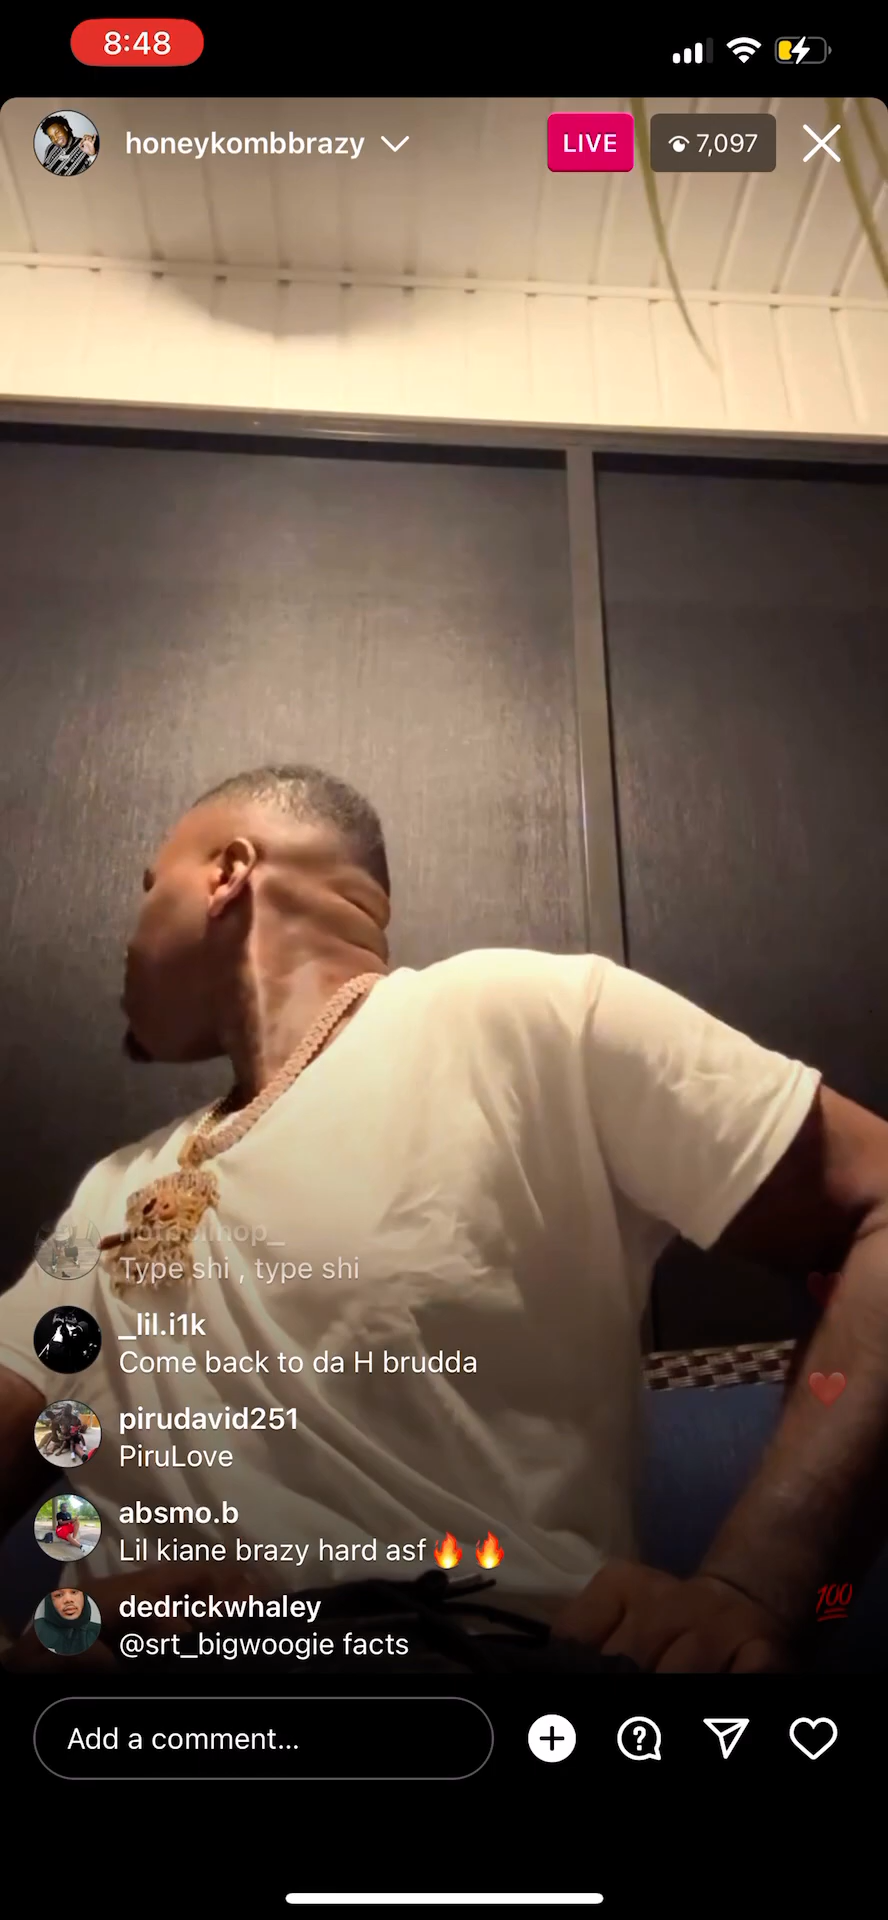 8:48
honeykombbrazy
LIVE
7,097
Type shi , type shi
_lil.i1k
Come back to da H brudda
pirudavid251
PiruLove
absmo.b
Lil kiane brazy hard asf🔥🔥
dedrickwhaley
@srt_bigwoogie facts
100
Add a comment...